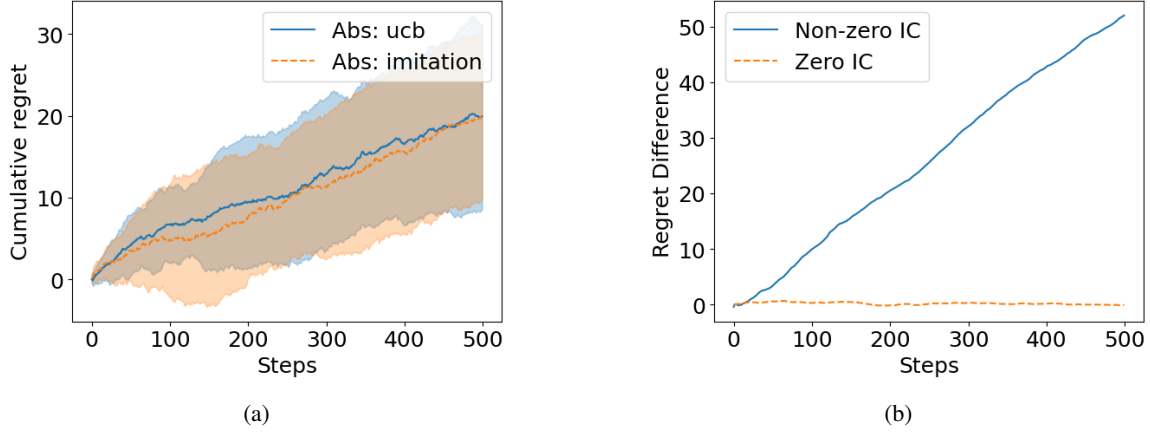 Cumulative regret
30
20
10
0
Abs: ucb
Abs: imitation
0 100 200 300 400 500
Steps
(a)
Regret Difference
50
40
30
20
10
0
Non-zero IC
Zero IC
0 100 200 300 400 500
Steps
(b)